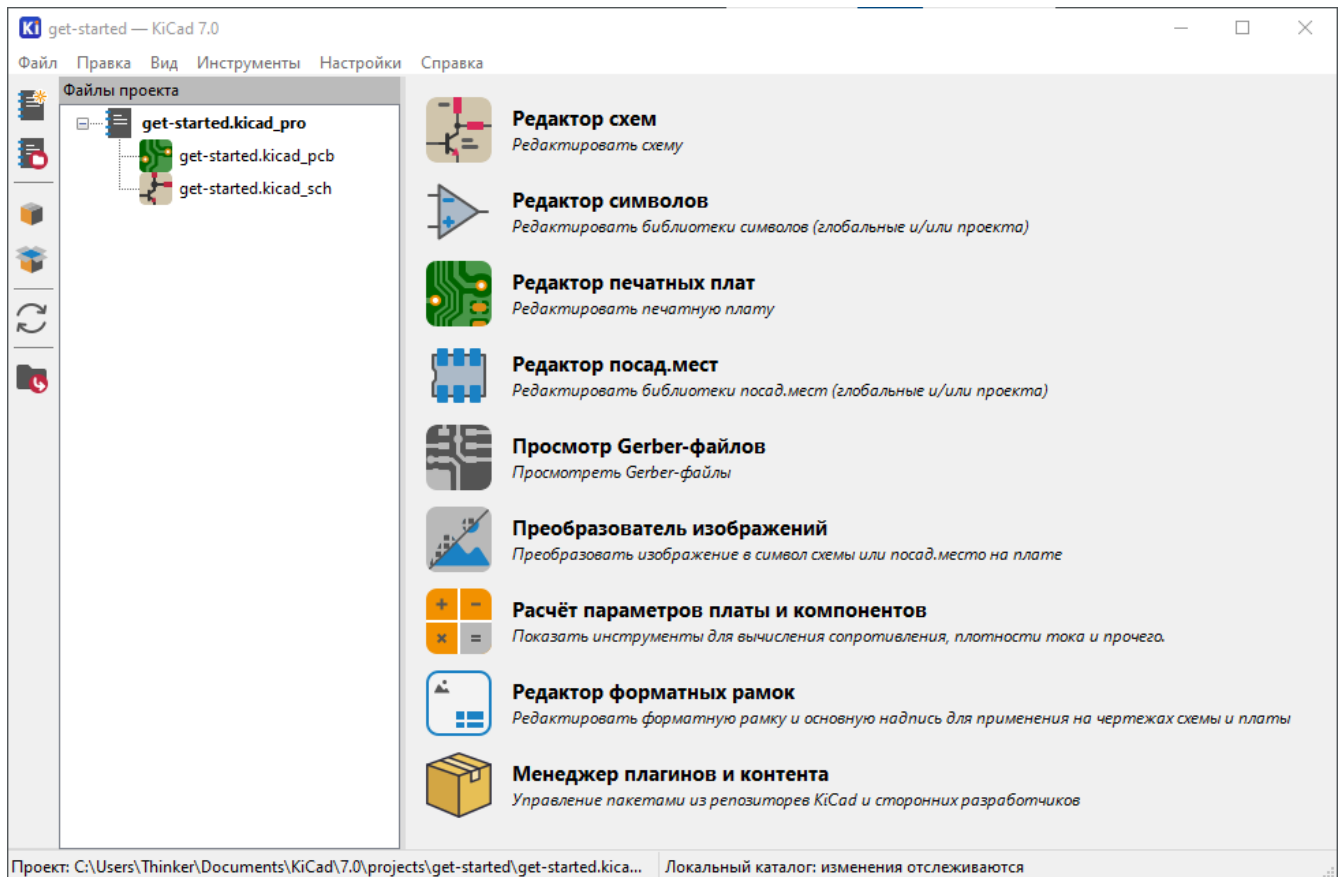 Ki get-started — KiCad 7.0
Файл Правка Вид Инструменты Настройки Справка
Файлы проекта
get-started.kicad_pro
get-started.kicad_pcb
get-started.kicad_sch
Редактор схем
Редактировать схему
Редактор символов
Редактировать библиотеки символов (глобальные и/или проекта)
Редактор печатных плат
Редактировать печатную плату
Редактор посад.мест
Редактировать библиотеки посад.мест (глобальные и/или проекта)
Просмотр Gerber-файлов
Просмотреть Gerber-файлы
Преобразователь изображений
Преобразовать изображение в символ схемы или посад.место на плате
Расчёт параметров платы и компонентов
Показать инструменты для вычисления сопротивления, плотности тока и прочего.
Редактор форматных рамок
Редактировать форматную рамку и основную надпись для применения на чертежах схемы и платы
Менеджер плагинов и контента
Управление пакетами из репозиторев KiCad и сторонних разработчиков
Проект: C:\Users\Thinker\Documents\KiCad\7.0\projects\get-started\get-started.kica... Локальный каталог: изменения отслеживаются